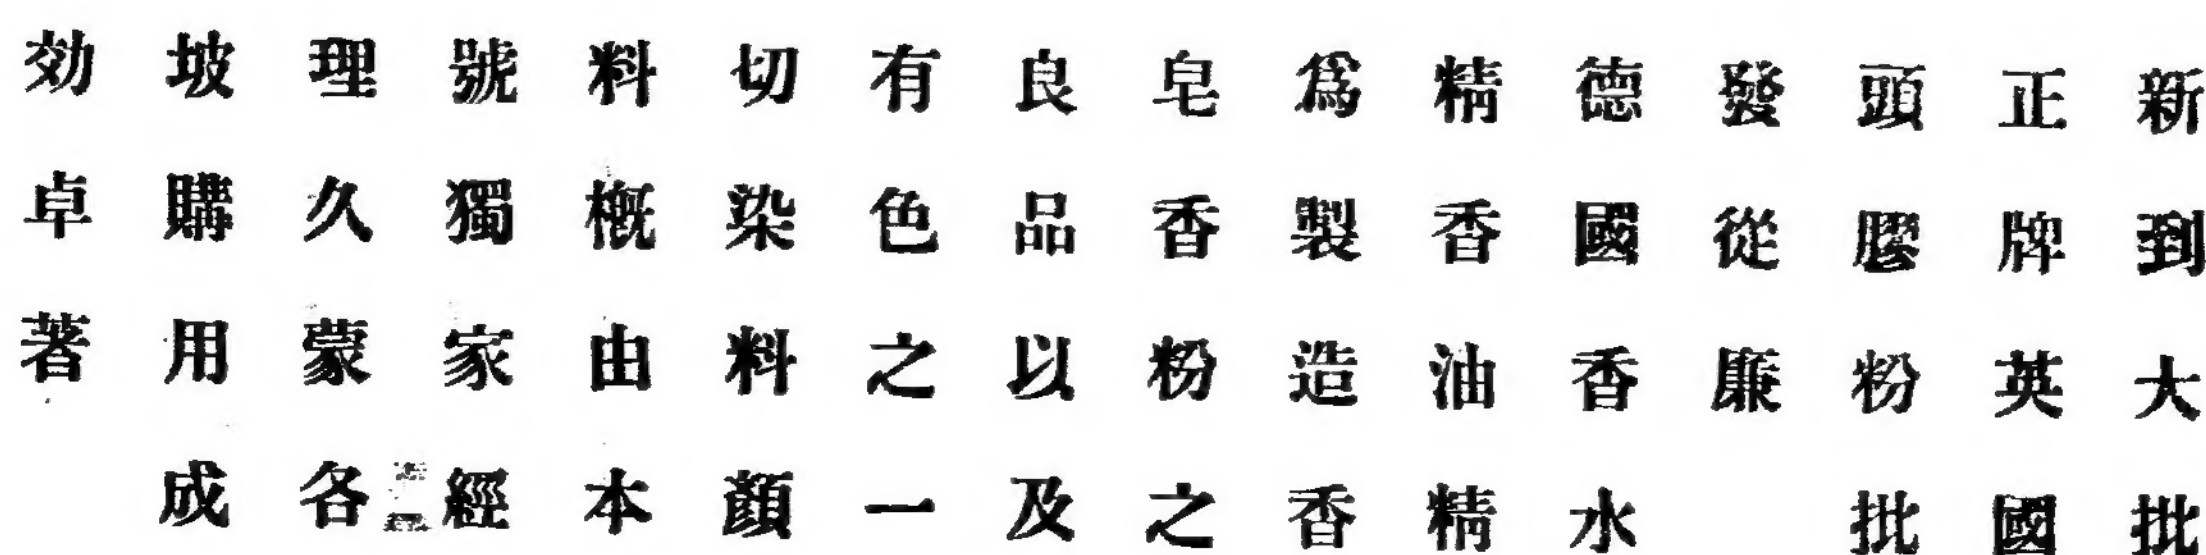 新到大批
正牌英國
頭膠粉批
發從廉
德國香水
精香油精
為製造香
皂香粉之
良品以及
有色之一
切染料顏
料概由本
號獨家經
理久蒙各
坡購用成
効卓著